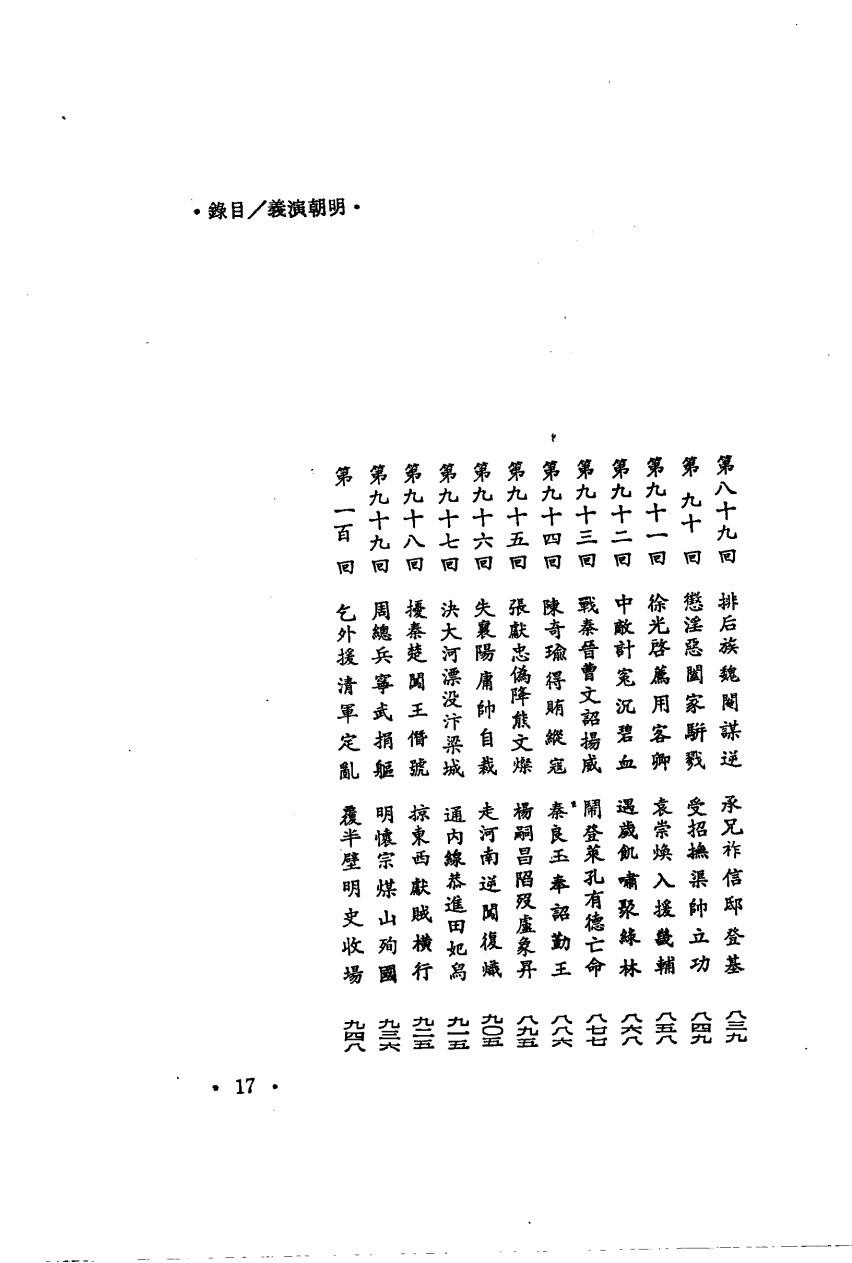 ·錄目／義演朝明·
第八十九回 排后族魏閹謀逆 承兄祚信邸登基 八三九
第九十回 懲淫惡闔家駢戮 受招撫渠帥立功 八四九
第九十一回 徐光啓薦用客卿 袁崇煥入援畿輔 八五八
第九十二回 中敵計冤沉碧血 遇歲飢嘯聚綠林 八六八
第九十三回 戰秦晉曹文詔揚威 鬧登萊孔有德亡命 八七七
第九十四回 陳奇瑜得賄縱寇 秦良玉奉詔勤王 八八六
第九十五回 張獻忠偽降熊文燦 楊嗣昌陷歿盧象昇 八九五
第九十六回 失襄陽庸帥自裁 走河南逆闖復熾 九〇五
第九十七回 決大河漂沒汴梁城 通內線恭進田妃舄 九一五
第九十八回 擾秦楚闖王僭號 掠東西獻賊橫行 九二五
第九十九回 周總兵寧武捐軀 明懷宗煤山殉國 九三六
第一百回 乞外援清軍定亂 覆半壁明史收場 九四八
· 17 ·